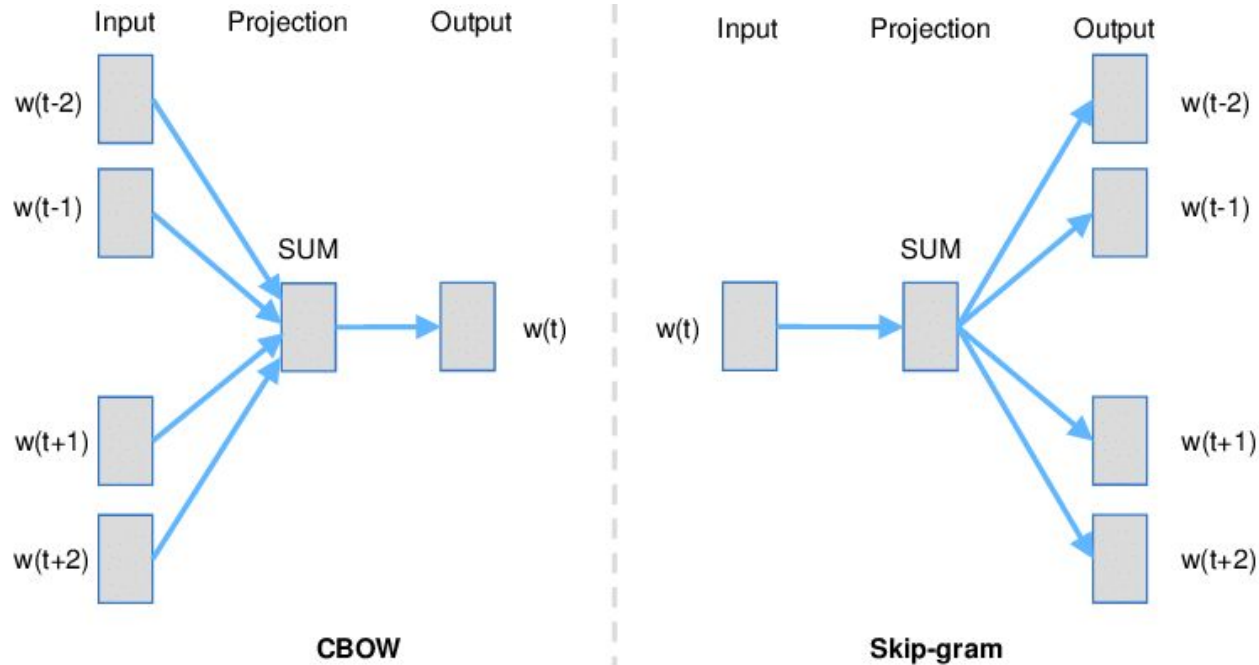 Input Projection Output
w(t-2)
w(t-1)
SUM
w(t)
w(t+1)
w(t+2)
CBOW
Input Projection Output
w(t-2)
w(t-1)
SUM
w(t)
w(t+1)
w(t+2)
Skip-gram